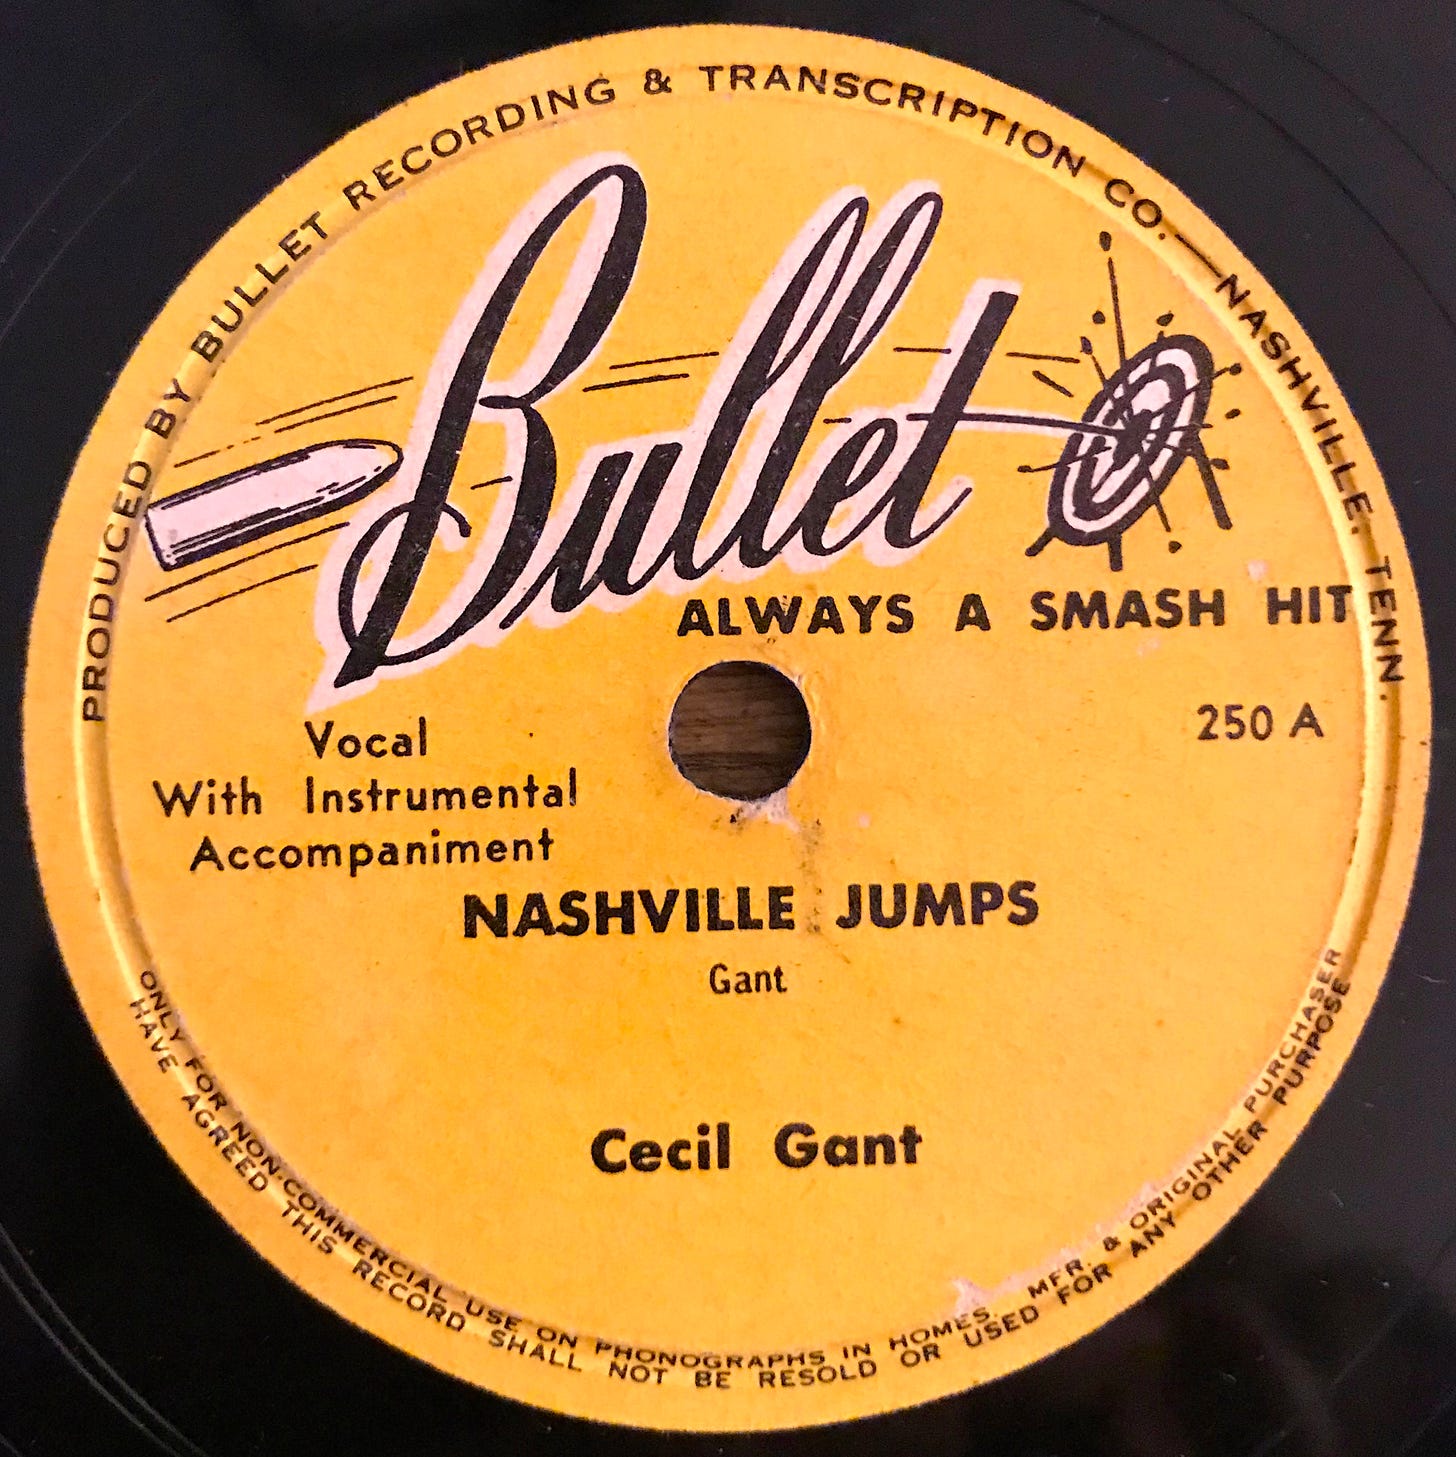 PRODUCED BY BULLET RECORDING & TRANSCRIPTION CO.—NASHVILLE, TENN.
Bullet
ALWAYS A SMASH HIT
250 A
Vocal
With Instrumental
Accompaniment
NASHVILLE JUMPS
Gant
Cecil Gant
ONLY FOR NON-COMMERCIAL USE ON PHONOGRAPHS IN HOMES. MFR. & ORIGINAL PURCHASER
HAVE AGREED THIS RECORD SHALL NOT BE RESOLD OR USED FOR ANY OTHER PURPOSE